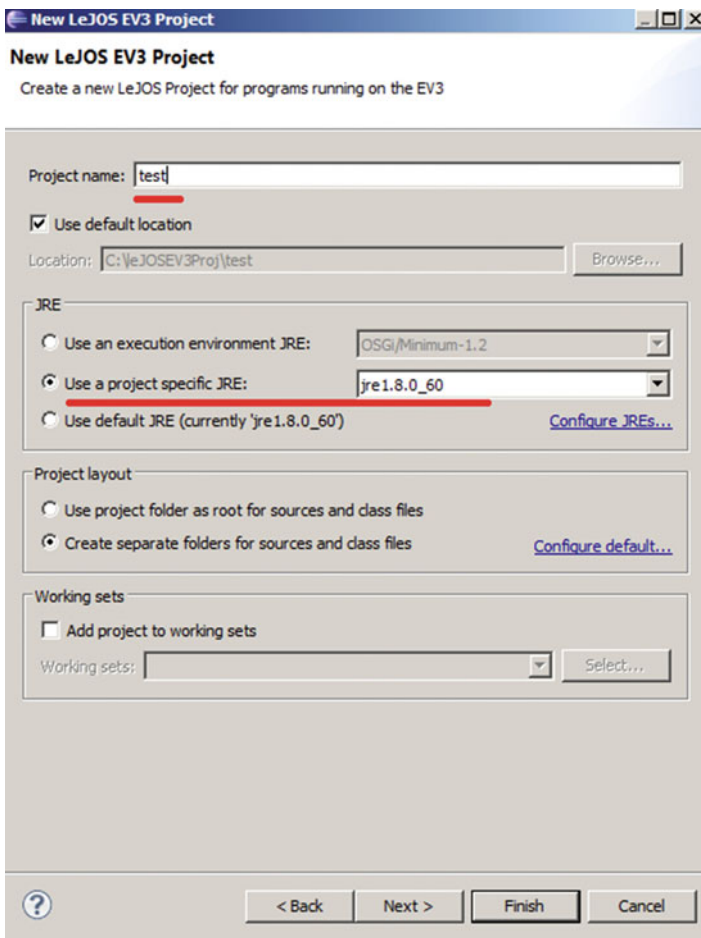 New LeJOS EV3 Project
New LeJOS EV3 Project
Create a new LeJOS Project for programs running on the EV3
Project name: test
Use default location
Location: C:\leJOSEV3Proj\test Browse...
JRE
Use an execution environment JRE: OSGi/Minimum-1.2
Use a project specific JRE: jre1.8.0_60
Use default JRE (currently 'jre1.8.0_60') Configure JREs...
Project layout
Use project folder as root for sources and class files
Create separate folders for sources and class files Configure default...
Working sets
Add project to working sets
Working sets: Select...
? < Back Next > Finish Cancel